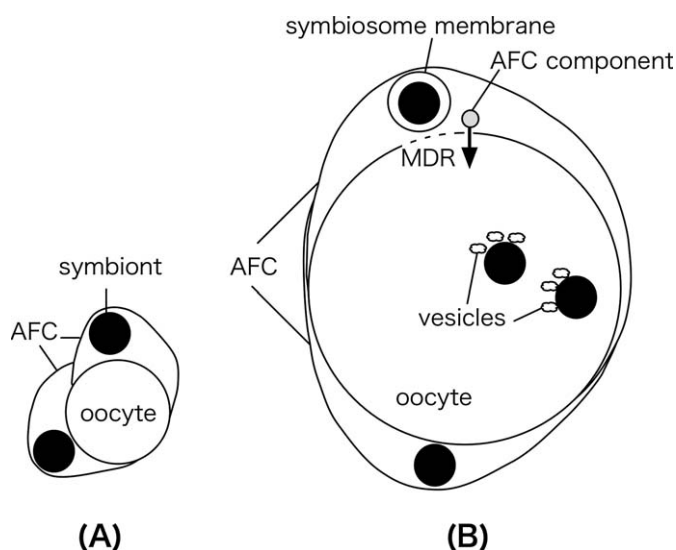 symbiosome membrane
AFC component
MDR
AFC
symbiont
AFC
vesicles
oocyte
oocyte
(A)
(B)